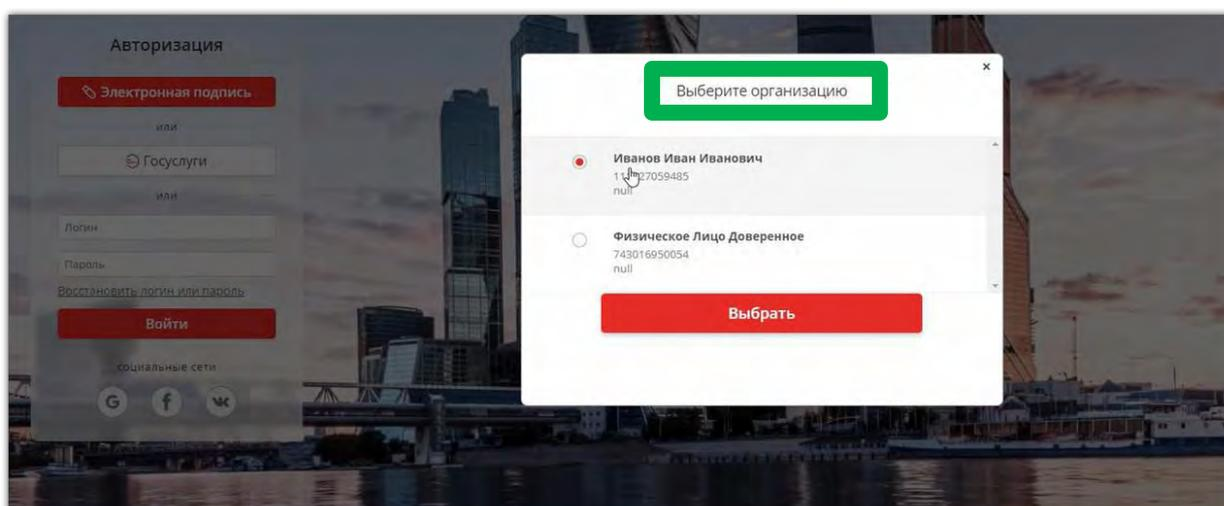 Авторизация
Электронная подпись
или
Госуслуги
или
Логин
Пароль
Восстановить логин или пароль
Войти
социальные сети
G f
Выберите организацию
×
Иванов Иван Иванович
27059485
null
Физическое Лицо Доверенное
743016950054
null
Выбрать